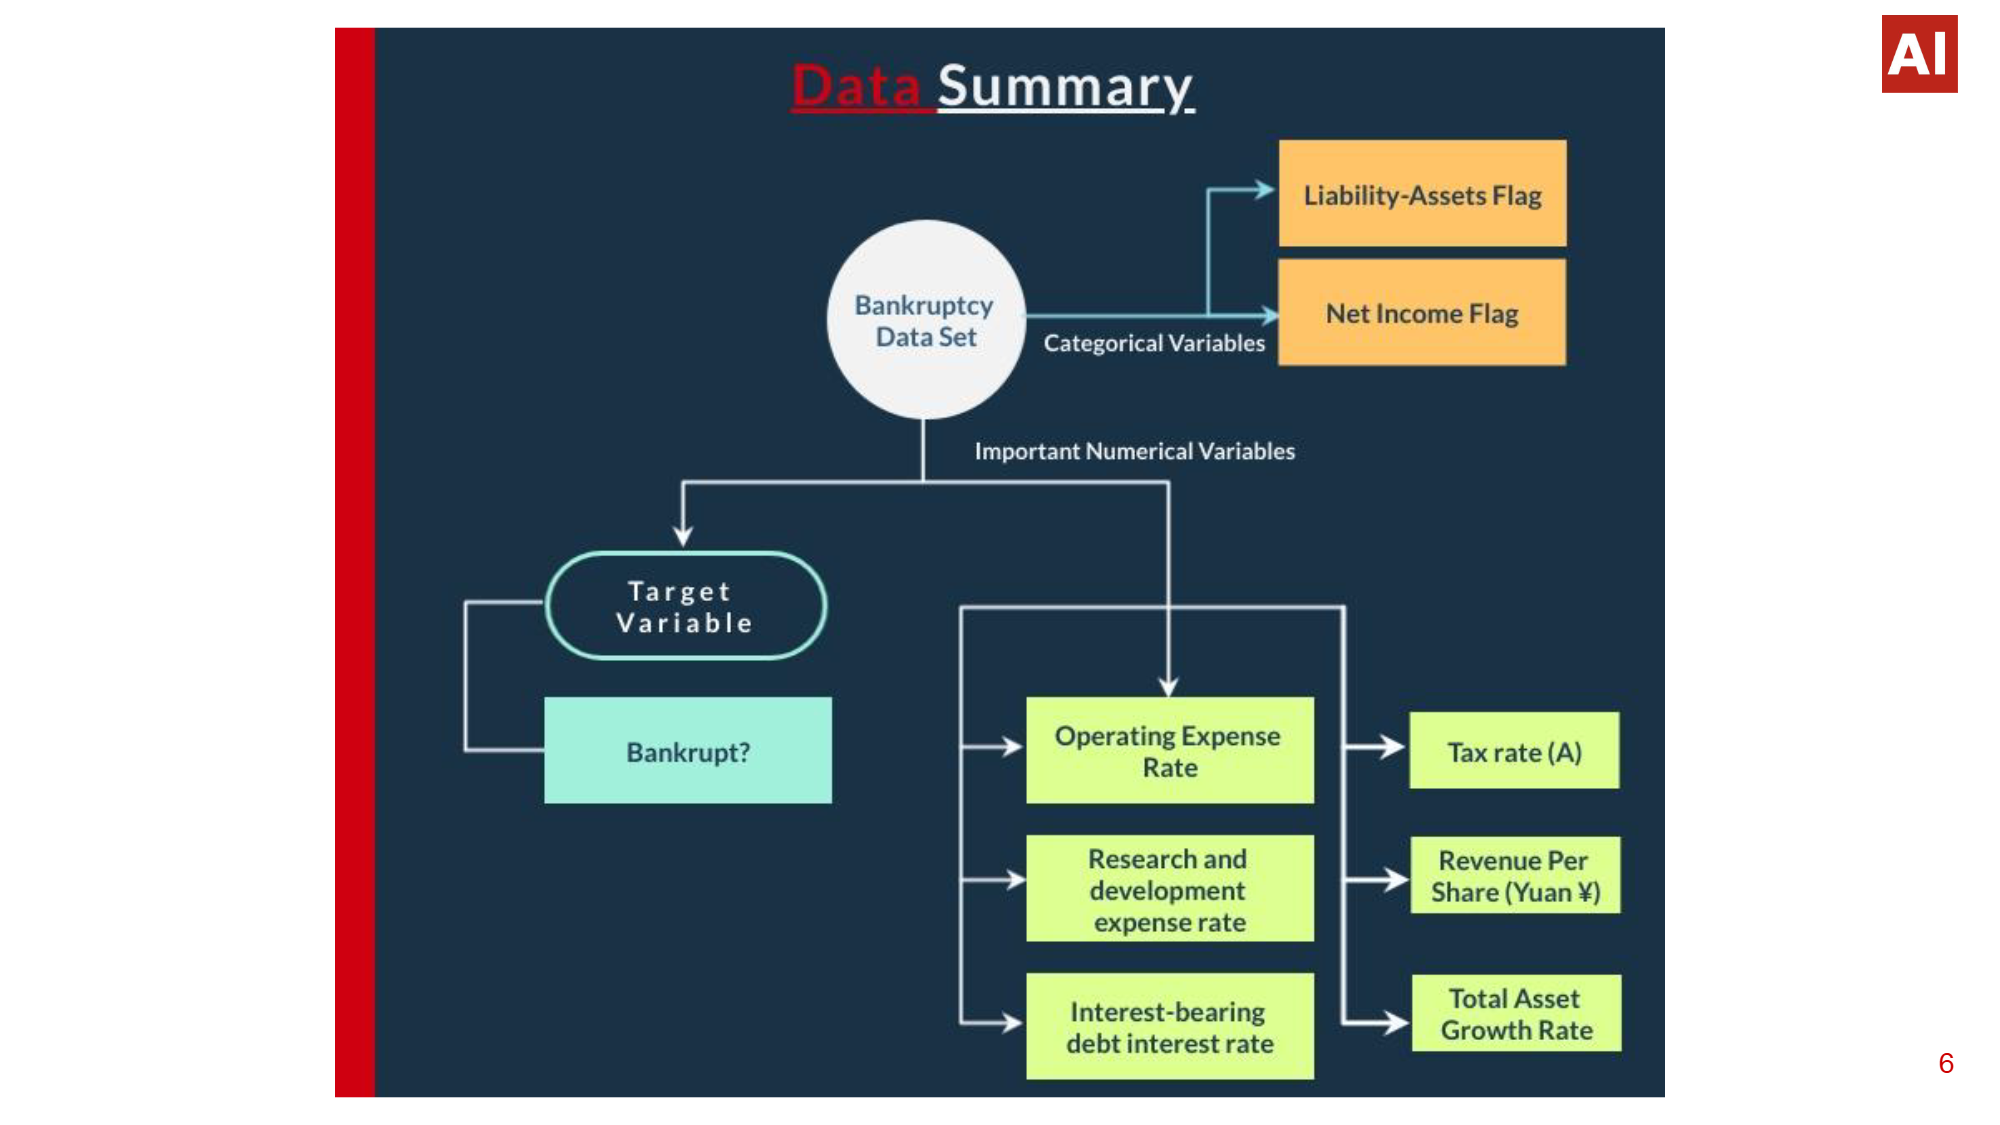 AI
Data Summary
Liability-Assets Flag
Bankruptcy
Data Set
Net Income Flag
Categorical Variables
Important Numerical Variables
Target
Variable
Bankrupt?
Operating Expense
Rate
Tax rate (A)
Research and
development
expense rate
Revenue Per
Share (Yuan ¥)
Interest-bearing
debt interest rate
Total Asset
Growth Rate
6